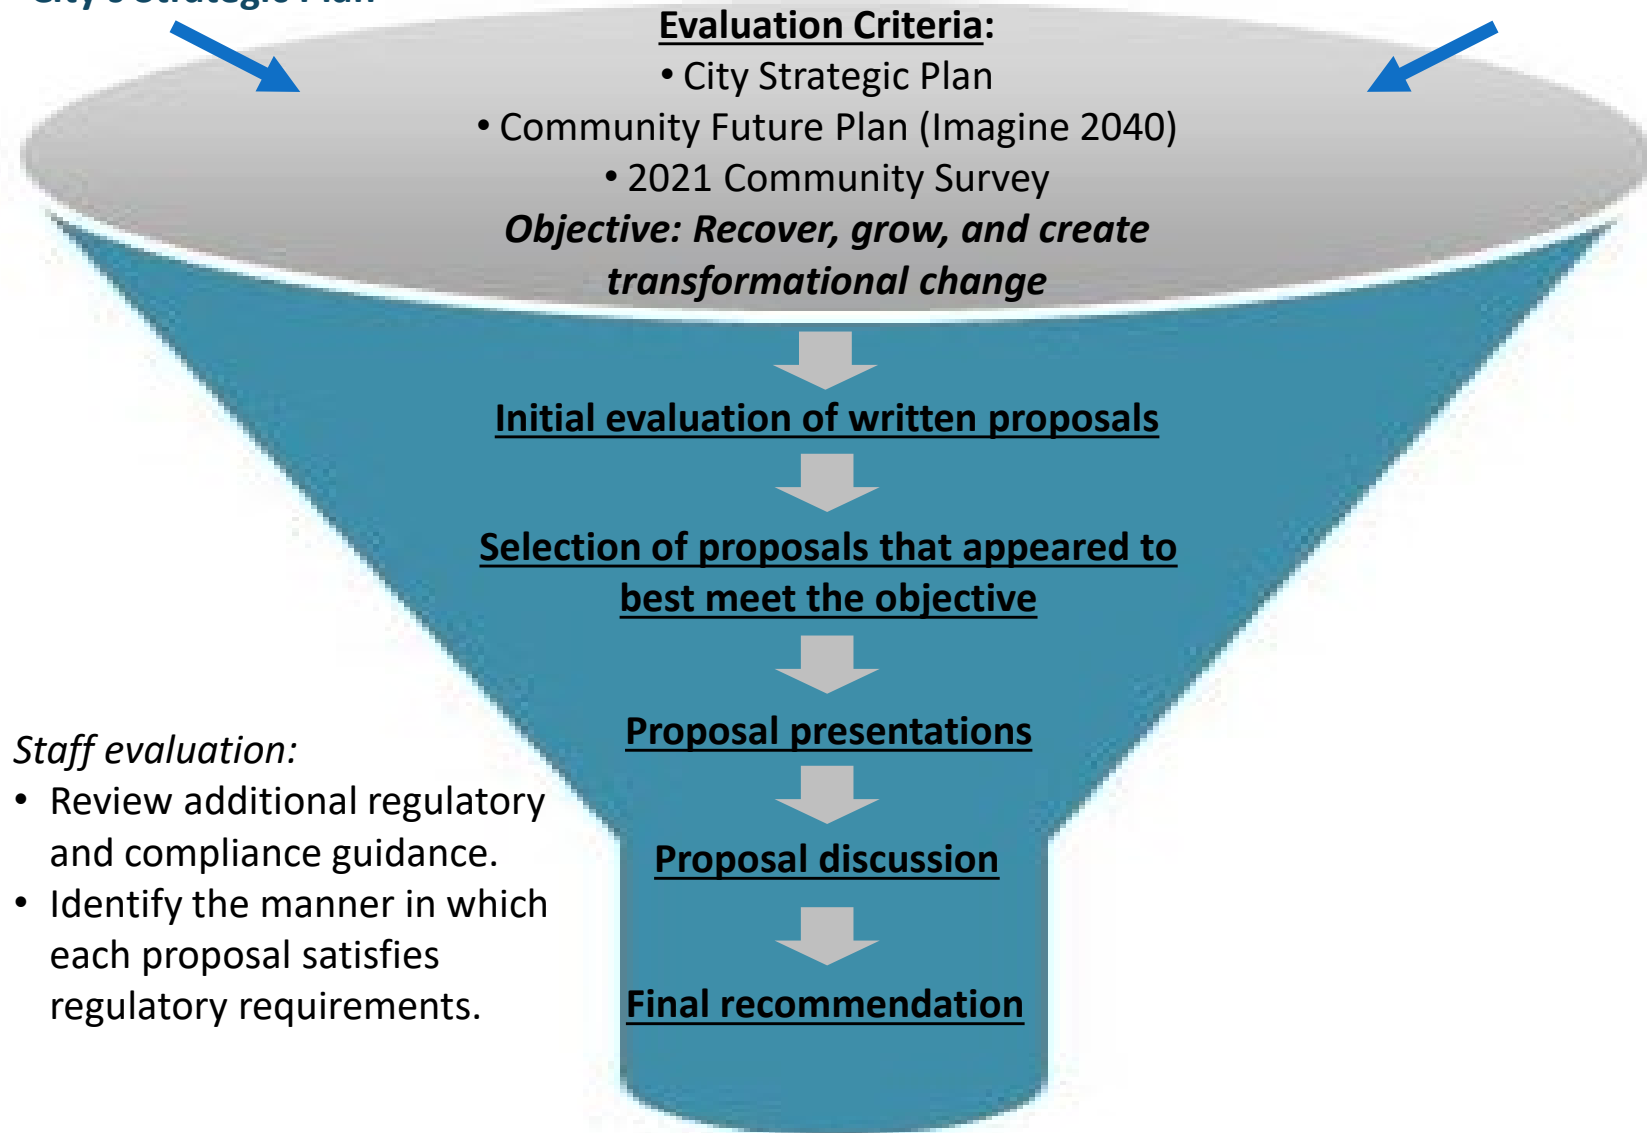 City's Strategic Plan
Evaluation Criteria:
• City Strategic Plan
• Community Future Plan (Imagine 2040)
• 2021 Community Survey
Objective: Recover, grow, and create
transformational change
Initial evaluation of written proposals
Selection of proposals that appeared to
best meet the objective
Proposal presentations
Staff evaluation:
• Review additional regulatory
and compliance guidance.
• Identify the manner in which
each proposal satisfies
regulatory requirements.
Proposal discussion
Final recommendation